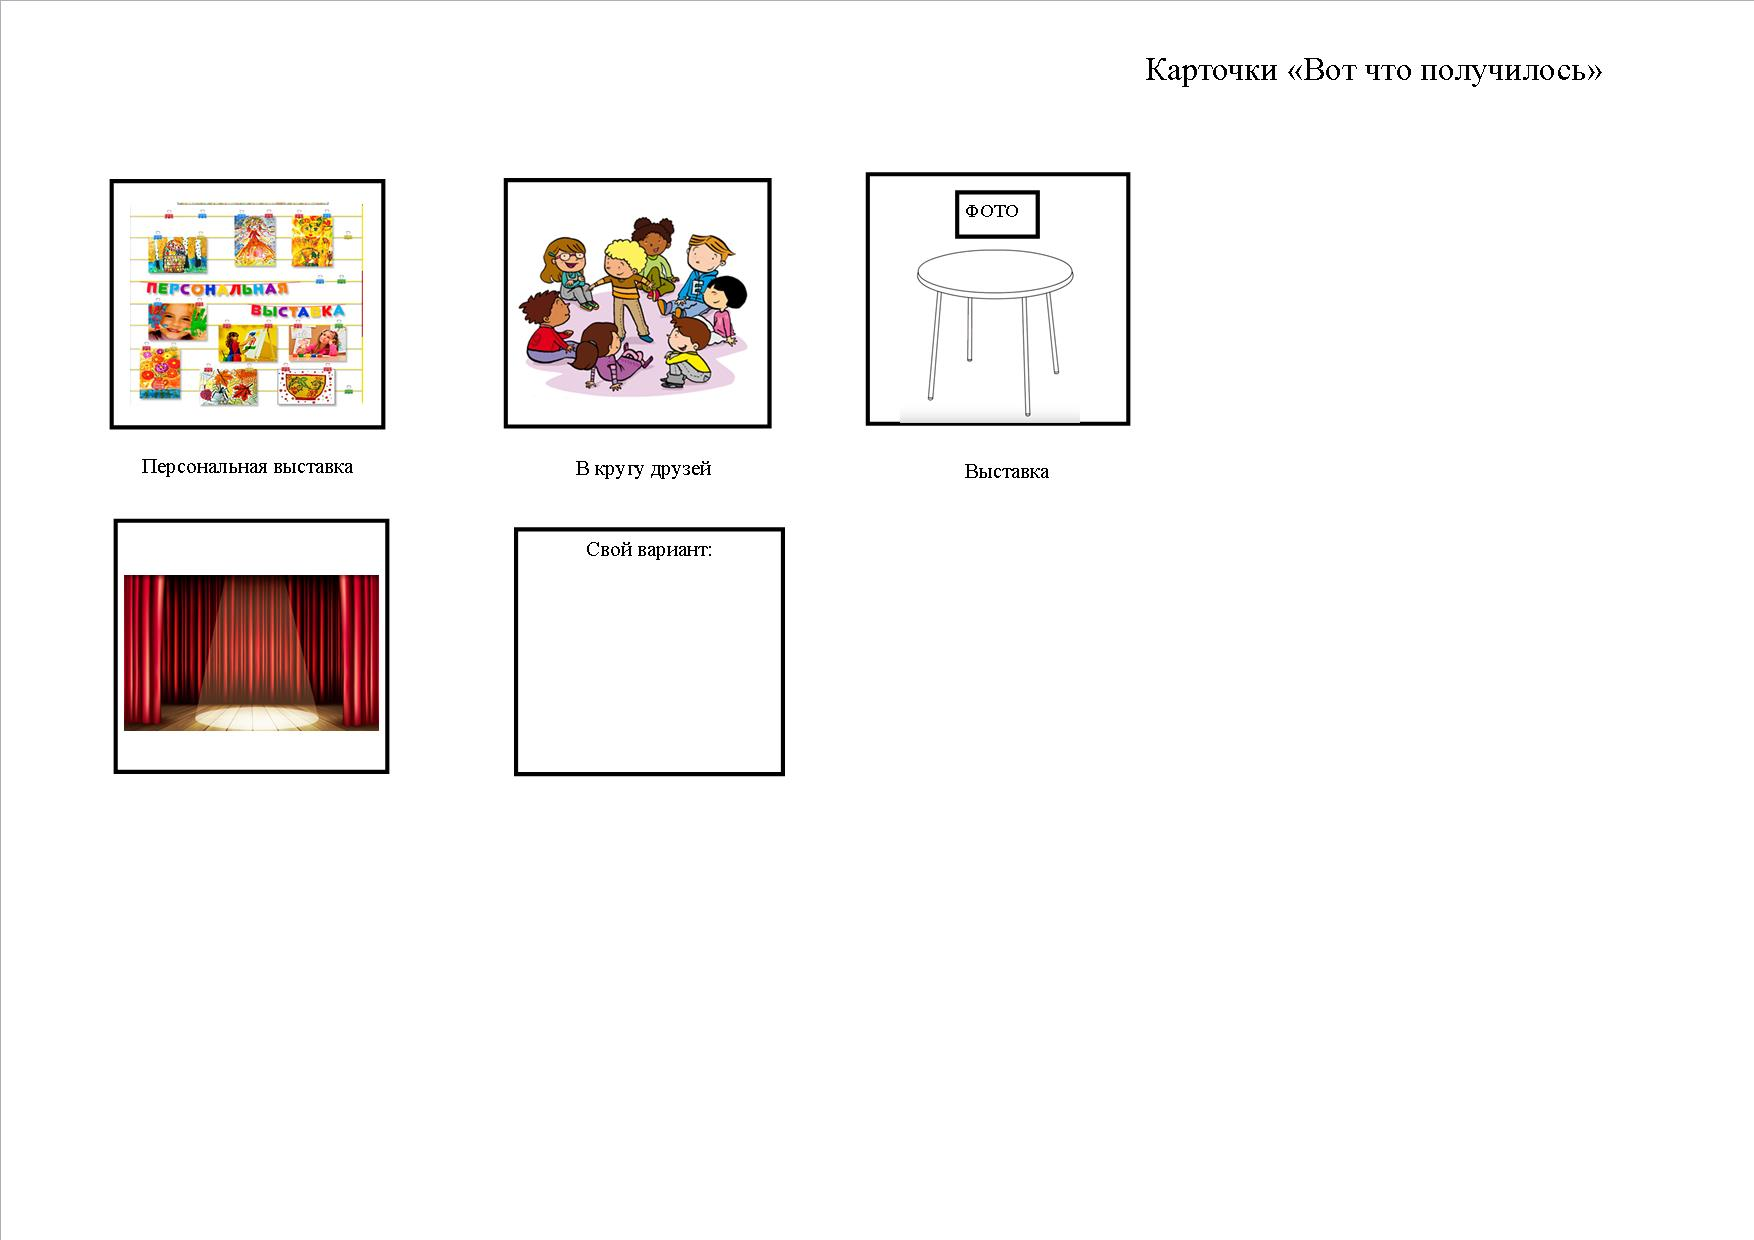 Карточки «Вот что получилось»
ФОТО
ПЕРСОНАЛЬНАЯ
ВЫСТАВКА
Персональная выставка
В кругу друзей
Выставка
Свой вариант:
E